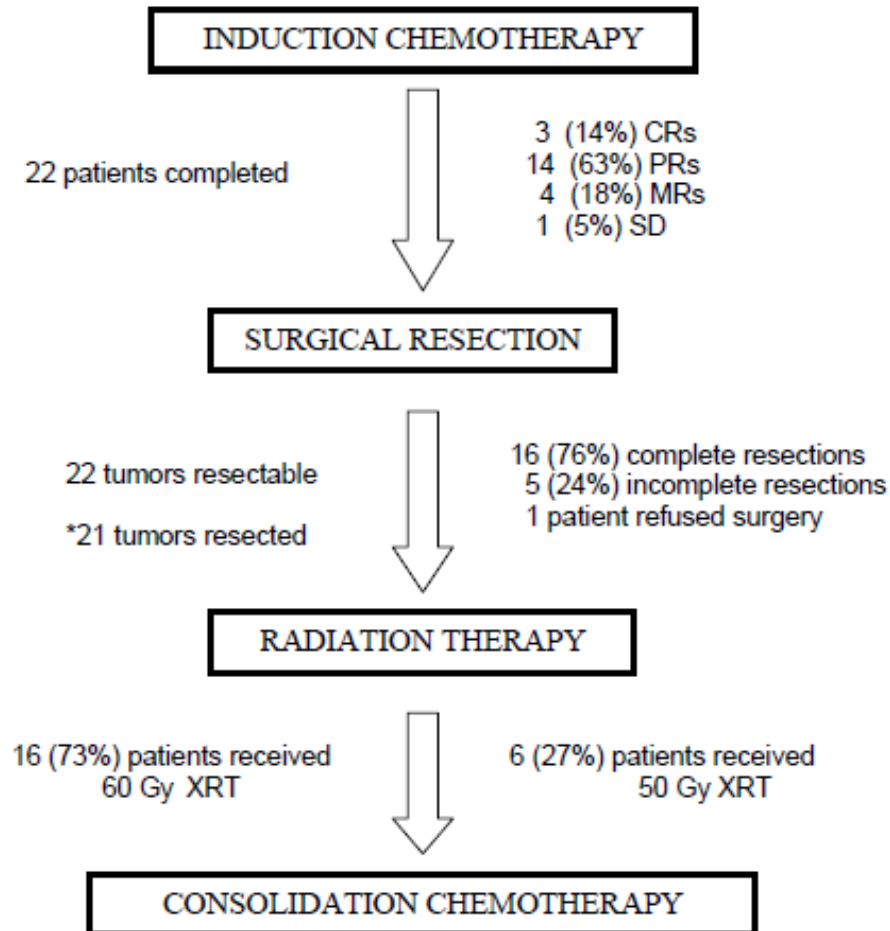 INDUCTION CHEMOTHERAPY
22 patients completed
3 (14%) CRs
14 (63%) PRs
4 (18%) MRs
1 (5%) SD
SURGICAL RESECTION
22 tumors resectable
*21 tumors resected
16 (76%) complete resections
5 (24%) incomplete resections
1 patient refused surgery
RADIATION THERAPY
16 (73%) patients received
60 Gy XRT
6 (27%) patients received
50 Gy XRT
CONSOLIDATION CHEMOTHERAPY